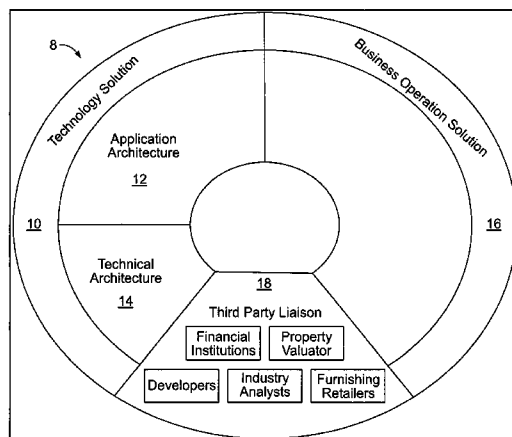 8
Technology Solution
Business Operation Solution
Application
Architecture
12
10
16
Technical
Architecture
14
18
Third Party Liaison
Financial
Institutions
Property
Valuator
Developers
Industry
Analysts
Furnishing
Retailers